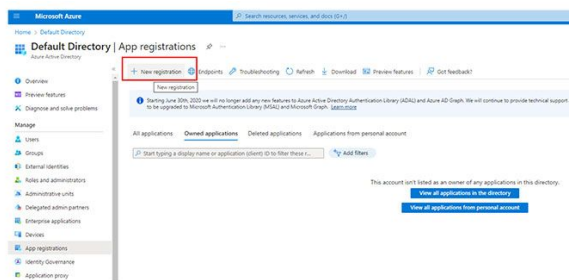 Microsoft Azure
Search resources, services, and docs (G+/)
Home > Default Directory
Default Directory | App registrations
Azure Active Directory
New registration
Endpoints
Troubleshooting
Refresh
Download
Preview features
Got feedback?
New registration
Overview
Preview features
Diagnose and solve problems
Manage
Users
Groups
External Identities
Roles and administrators
Administrative units
Delegated admin partners
Enterprise applications
Devices
App registrations
Identity Governance
Application proxy
Starting June 30th, 2020 we will no longer add any new features to Azure Active Directory Authentication Library (ADAL) and Azure AD Graph. We will continue to provide technical support
to be upgraded to Microsoft Authentication Library (MSAL) and Microsoft Graph. Learn more
All applications
Owned applications
Deleted applications
Applications from personal account
Start typing a display name or application (client) ID to filter these r...
Add filters
This account isn't listed as an owner of any applications in this directory.
View all applications in the directory
View all applications from personal account